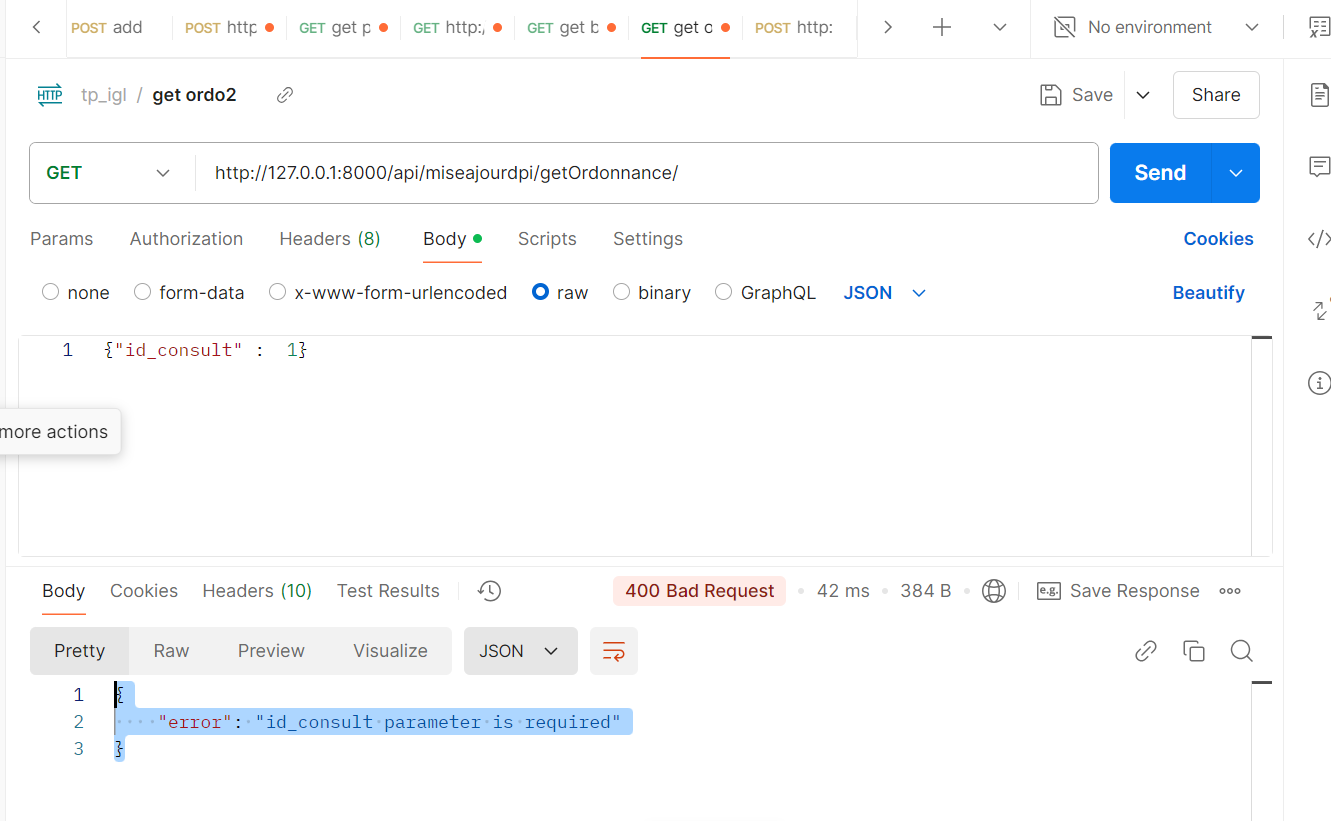 POST add POST http GET get p GET http:/ GET get b GET get o POST http: No environment
HTTP tp_igl / get ordo2 Save Share
GET http://127.0.0.1:8000/api/miseajourdpi/getOrdonnance/ Send
Params Authorization Headers (8) Body Scripts Settings Cookies
none form-data x-www-form-urlencoded raw binary GraphQL JSON Beautify
1 {"id_consult" : 1}
more actions
Body Cookies Headers (10) Test Results 400 Bad Request 42 ms 384 B e.g. Save Response
Pretty Raw Preview Visualize JSON
1 {
2 "error": "id_consult parameter is required"
3 }